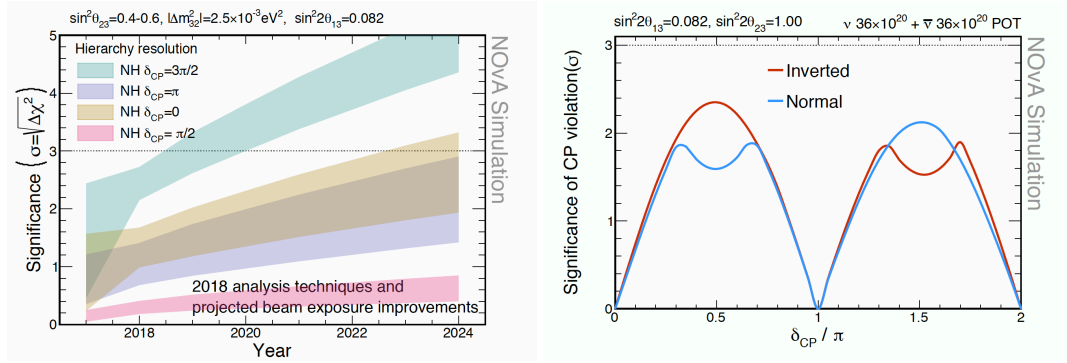 sin²θ₂₃=0.4-0.6, |Δm²₃₂|=2.5×10⁻³eV², sin²2θ₁₃=0.082
5
4
3
2
1
0
Significance (σ=√Δχ²)
Hierarchy resolution
NH δCP=3π/2
NH δCP=π
NH δCP=0
NH δCP= π/2
2018 analysis techniques and
projected beam exposure improvements
2018 2020 2022 2024
Year
NOvA Simulation
sin²2θ₁₃=0.082, sin²2θ₂₃=1.00
ν 36×10²⁰ + ν̅ 36×10²⁰ POT
3
2
1
0
Significance of CP violation(σ)
Inverted
Normal
0 0.5 1 1.5 2
δCP / π
NOvA Simulation